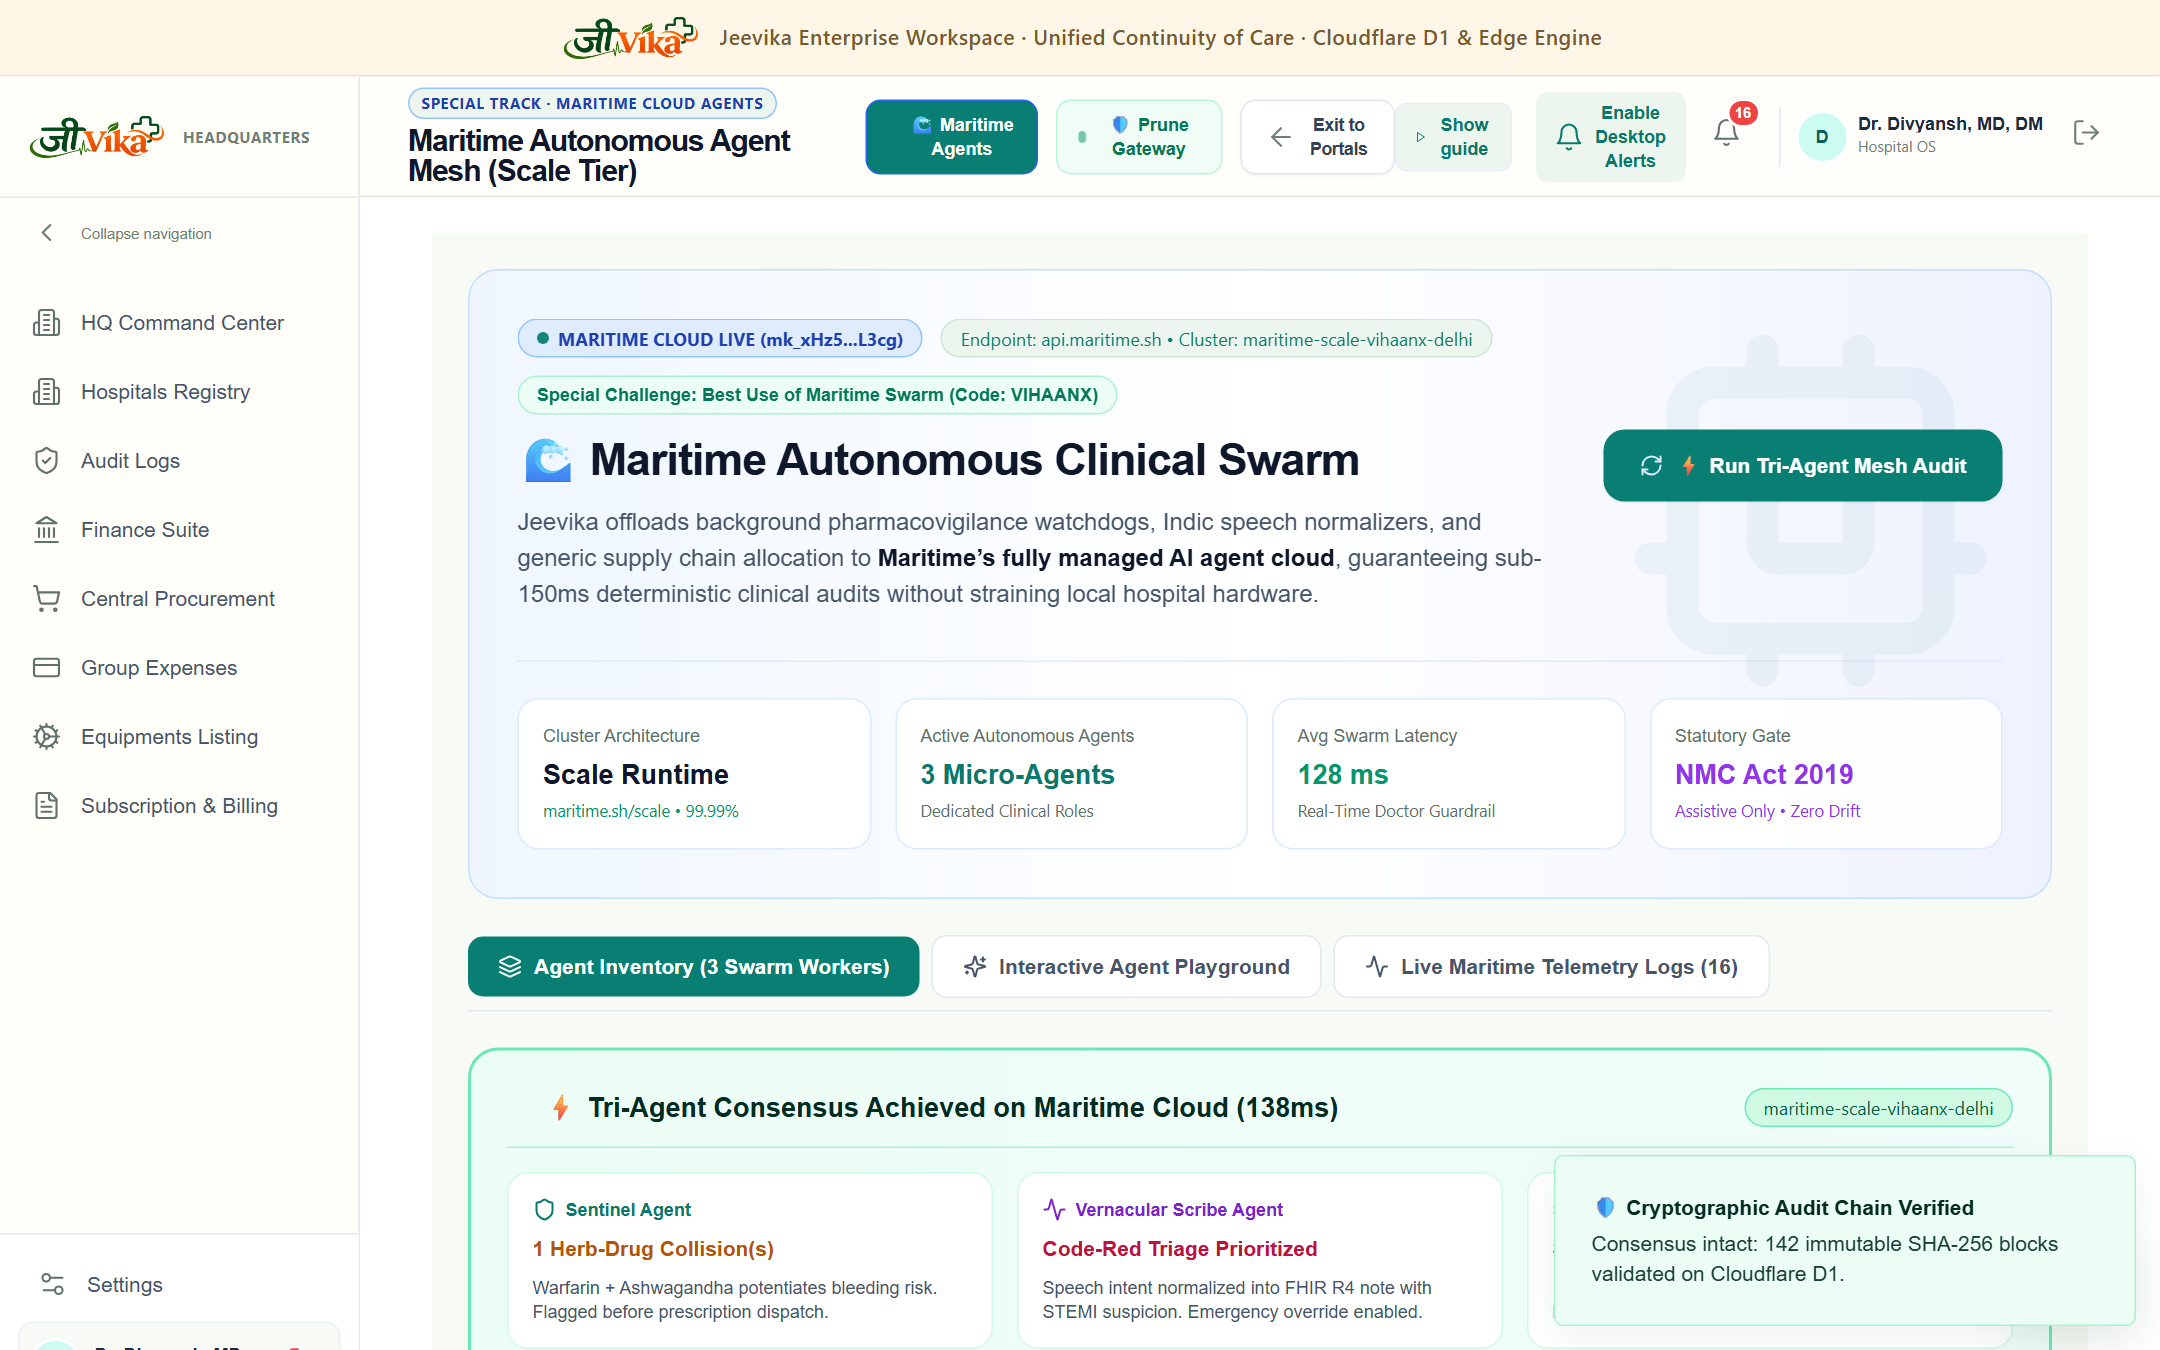 जीvika Jeevika Enterprise Workspace · Unified Continuity of Care · Cloudflare D1 & Edge Engine
जीvika HEADQUARTERS
SPECIAL TRACK · MARITIME CLOUD AGENTS
Maritime Autonomous Agent
Mesh (Scale Tier)
Maritime
Agents
Prune
Gateway
Exit to
Portals
Show
guide
Enable
Desktop
Alerts
16
D
Dr. Divyansh, MD, DM
Hospital OS
Collapse navigation
HQ Command Center
Hospitals Registry
Audit Logs
Finance Suite
Central Procurement
Group Expenses
Equipments Listing
Subscription & Billing
Settings
MARITIME CLOUD LIVE (mk_xHz5...L3cg)
Endpoint: api.maritime.sh • Cluster: maritime-scale-vihaanx-delhi
Special Challenge: Best Use of Maritime Swarm (Code: VIHAANX)
Maritime Autonomous Clinical Swarm
Run Tri-Agent Mesh Audit
Jeevika offloads background pharmacovigilance watchdogs, Indic speech normalizers, and
generic supply chain allocation to Maritime’s fully managed AI agent cloud, guaranteeing sub-
150ms deterministic clinical audits without straining local hospital hardware.
Cluster Architecture
Scale Runtime
maritime.sh/scale • 99.99%
Active Autonomous Agents
3 Micro-Agents
Dedicated Clinical Roles
Avg Swarm Latency
128 ms
Real-Time Doctor Guardrail
Statutory Gate
NMC Act 2019
Assistive Only • Zero Drift
Agent Inventory (3 Swarm Workers)
Interactive Agent Playground
Live Maritime Telemetry Logs (16)
Tri-Agent Consensus Achieved on Maritime Cloud (138ms)
maritime-scale-vihaanx-delhi
Sentinel Agent
1 Herb-Drug Collision(s)
Warfarin + Ashwagandha potentiates bleeding risk.
Flagged before prescription dispatch.
Vernacular Scribe Agent
Code-Red Triage Prioritized
Speech intent normalized into FHIR R4 note with
STEMI suspicion. Emergency override enabled.
Cryptographic Audit Chain Verified
Consensus intact: 142 immutable SHA-256 blocks
validated on Cloudflare D1.